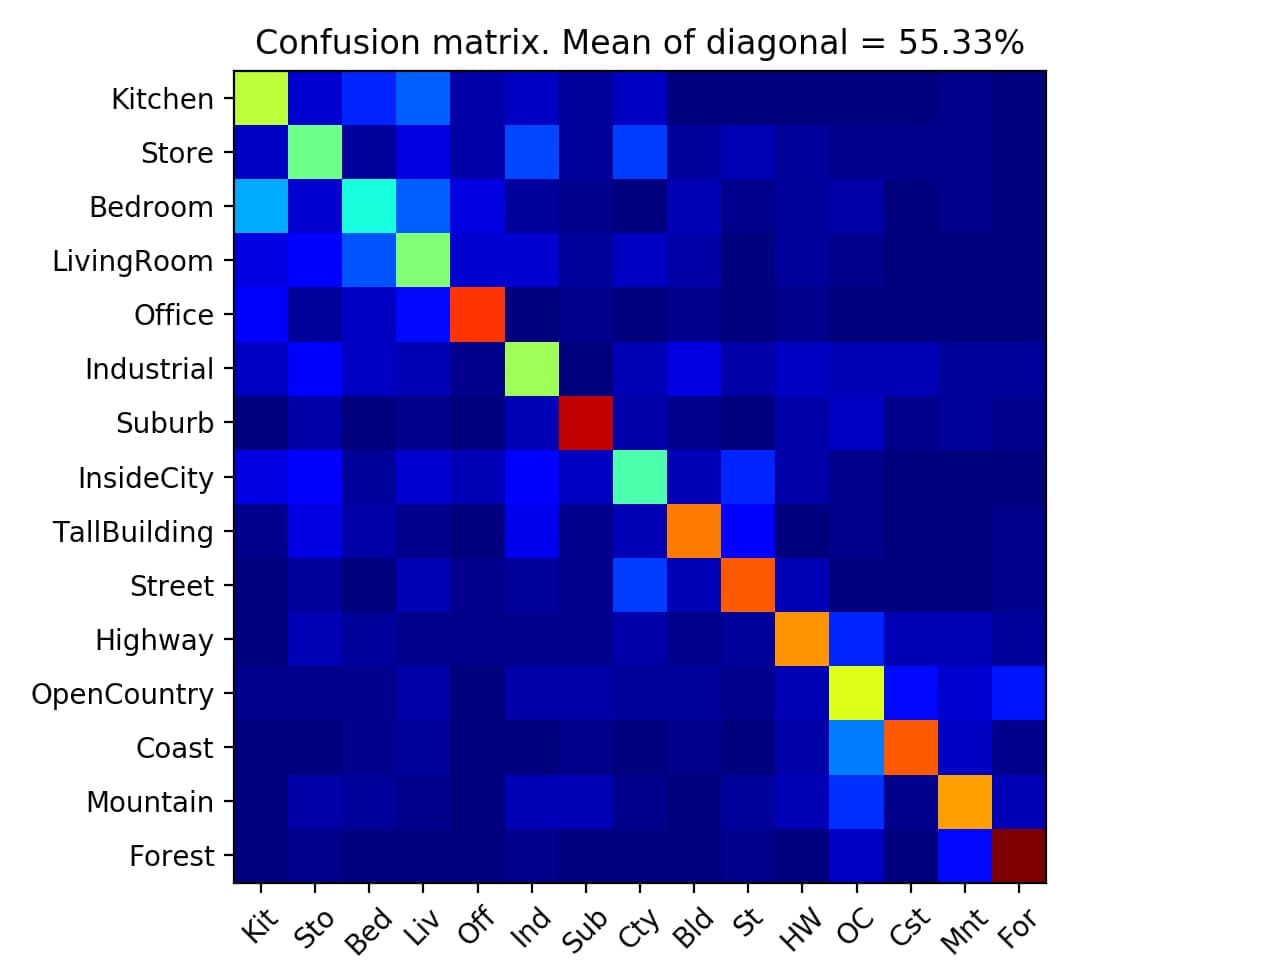 Confusion matrix. Mean of diagonal = 55.33%
Kitchen
Store
Bedroom
LivingRoom
Office
Industrial
Suburb
InsideCity
TallBuilding
Street
Highway
OpenCountry
Coast
Mountain
Forest
Kit Sto Bed Liv Off Ind Sub Cty Bld St HW OC Cst Mnt For